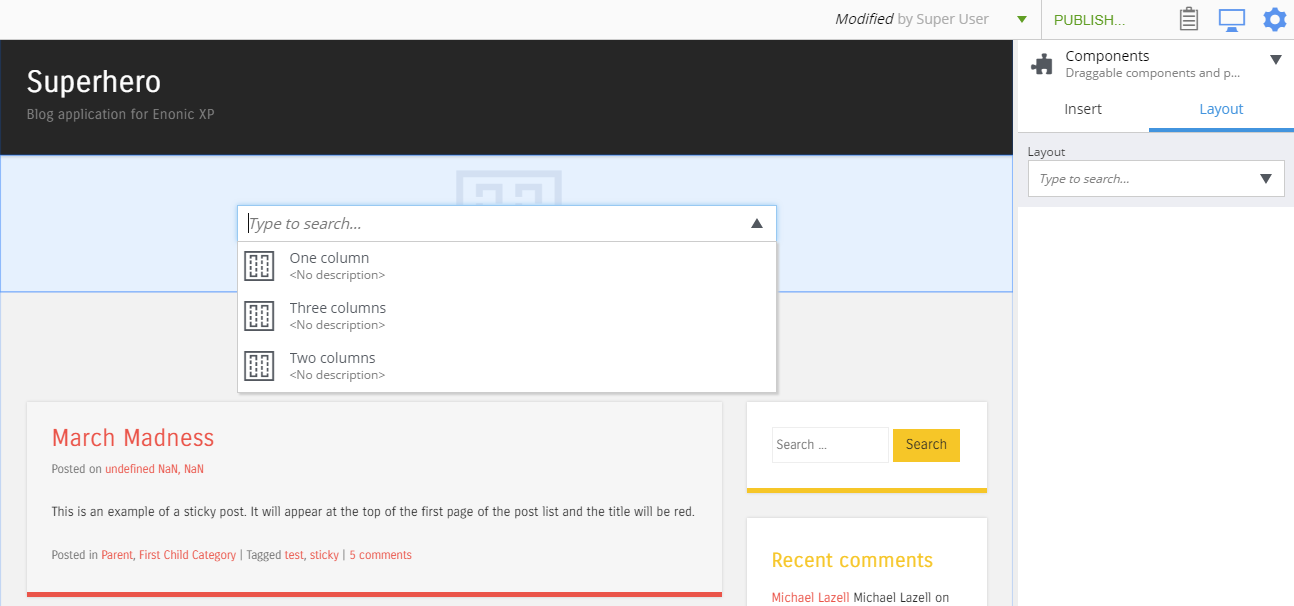 Modified by Super User
PUBLISH...
Superhero
Blog application for Enonic XP
Components
Draggable components and p...
Insert
Layout
Layout
Type to search...
Type to search...
One column
<No description>
Three columns
<No description>
Two columns
<No description>
March Madness
Posted on undefined NaN, NaN
This is an example of a sticky post. It will appear at the top of the first page of the post list and the title will be red.
Posted in Parent, First Child Category | Tagged test, sticky | 5 comments
Search ...
Search
Recent comments
Michael Lazell Michael Lazell on